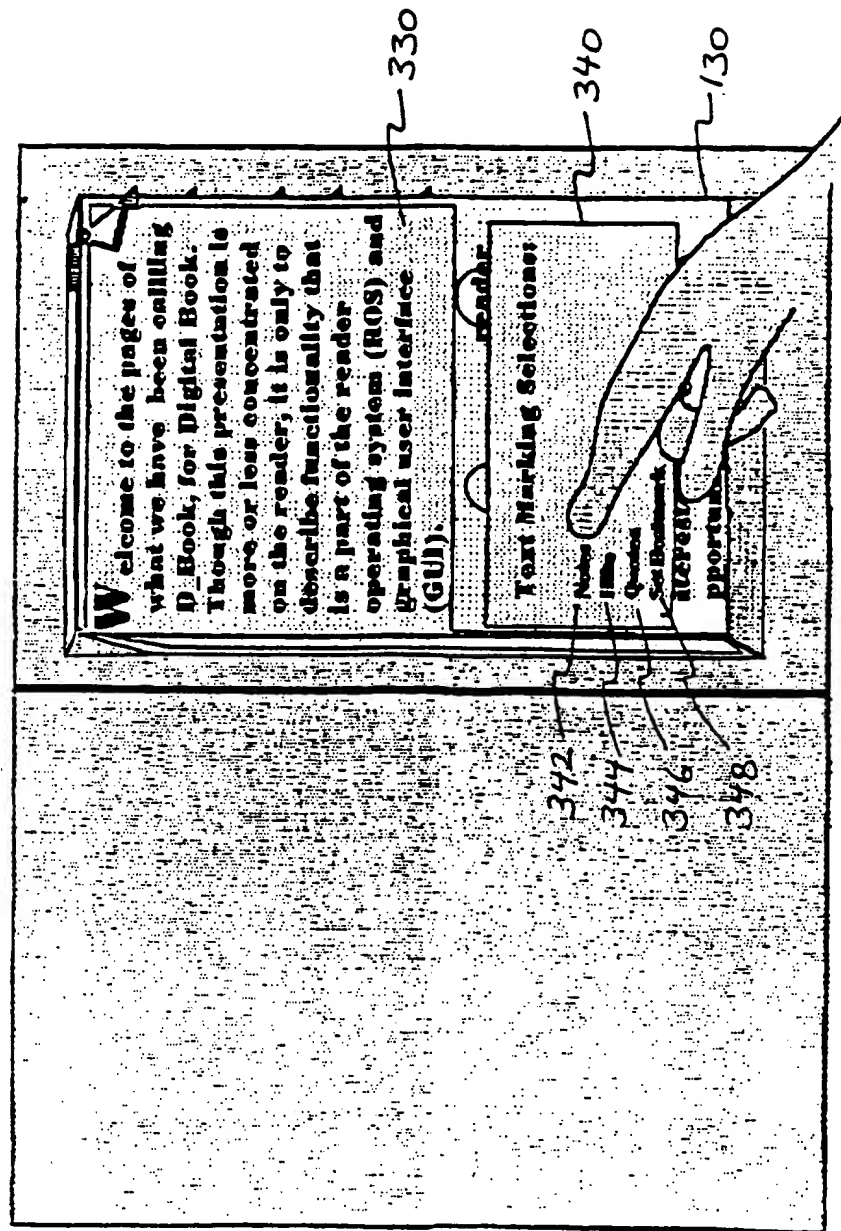 Welcome to the pages of
what we have been calling
D_Book, for Digital Book.
Though this presentation is
more or less concentrated
on the reader, it is only to
describe functionality that
is a part of the reader
operating system (ROS) and
graphical user interface
(GUI).
330
reader
Text Marking Selections:
340
342
Notes
344
Hilite
346
Quotes
348
Set Bookmark
pportun
130